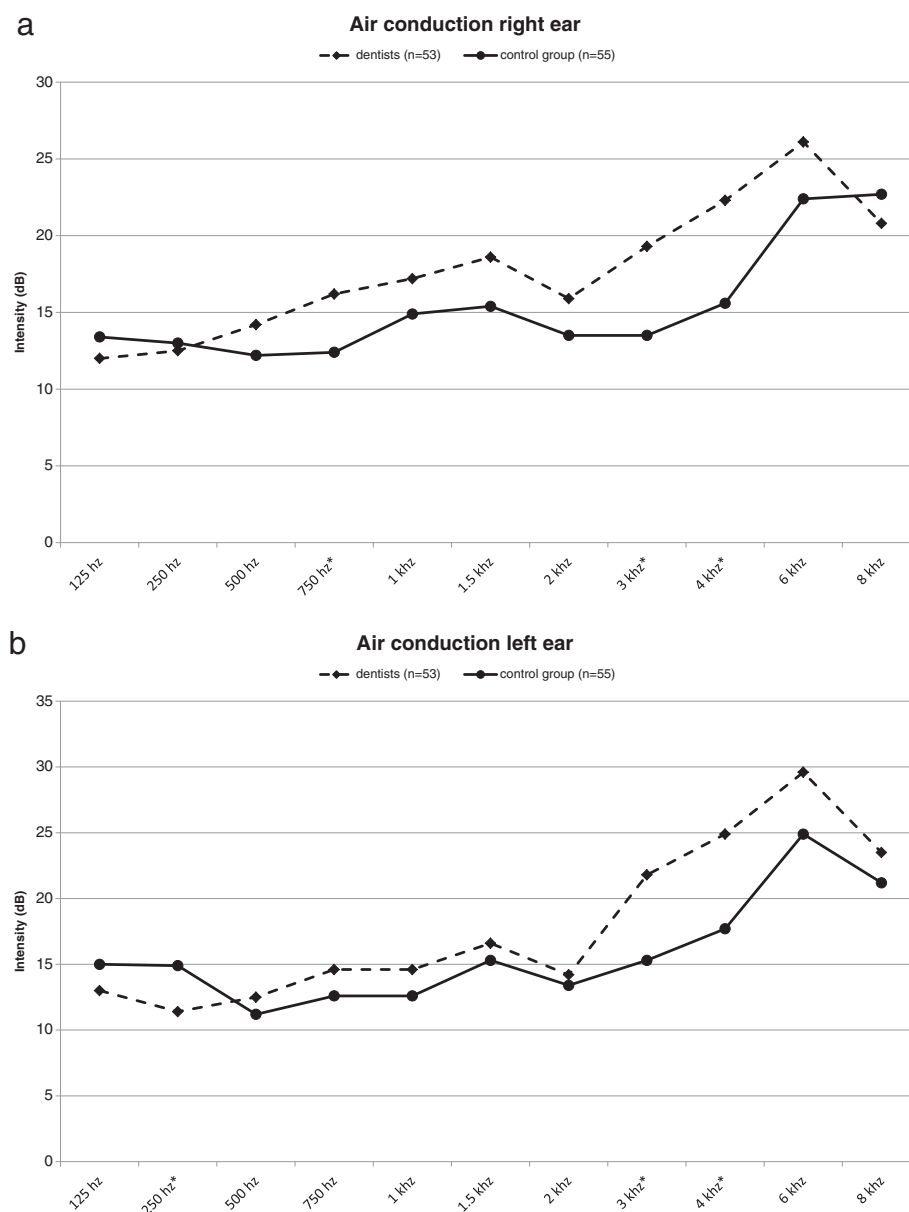 a
Air conduction right ear
dentists (n=53) control group (n=55)
30
25
20
15
10
5
0
Intensity (dB)
125 hz 250 hz 500 hz 750 hz* 1 khz 1.5 khz 2 khz 3 khz* 4 khz* 6 khz 8 khz
b
Air conduction left ear
dentists (n=53) control group (n=55)
35
30
25
20
15
10
5
0
Intensity (dB)
125 hz 250 hz* 500 hz 750 hz 1 khz 1.5 khz 2 khz 3 khz* 4 khz* 6 khz 8 khz